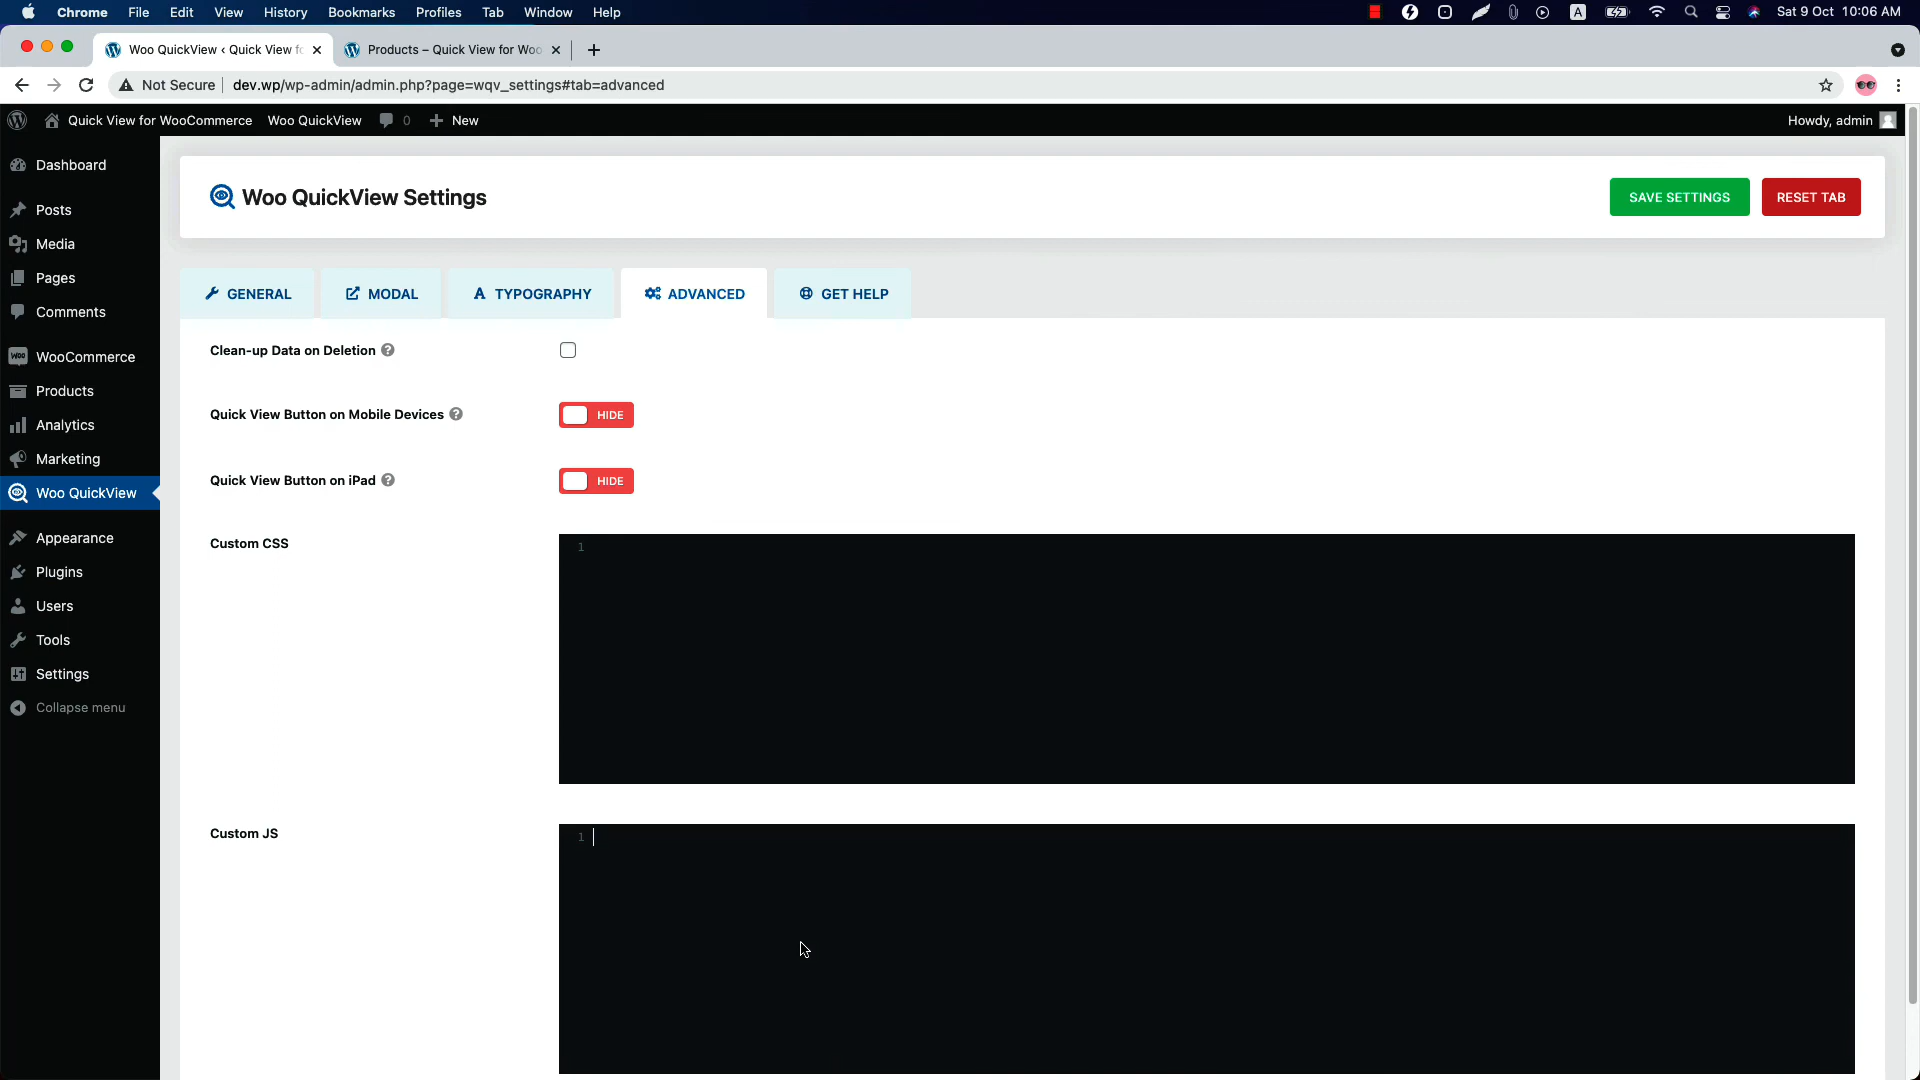 Chrome File Edit View History Bookmarks Profiles Tab Window Help
A
Sat 9 Oct 10:06 AM
Woo QuickView ‹ Quick View fo
Products – Quick View for Woo
Not Secure
dev.wp/wp-admin/admin.php?page=wqv_settings#tab=advanced
Quick View for WooCommerce Woo QuickView 0 New
Howdy, admin
Dashboard
Posts
Media
Pages
Comments
WooCommerce
Products
Analytics
Marketing
Woo QuickView
Appearance
Plugins
Users
Tools
Settings
Collapse menu
Woo QuickView Settings
SAVE SETTINGS
RESET TAB
GENERAL
MODAL
TYPOGRAPHY
ADVANCED
GET HELP
Clean-up Data on Deletion ?
Quick View Button on Mobile Devices ?
HIDE
Quick View Button on iPad ?
HIDE
Custom CSS
1
Custom JS
1